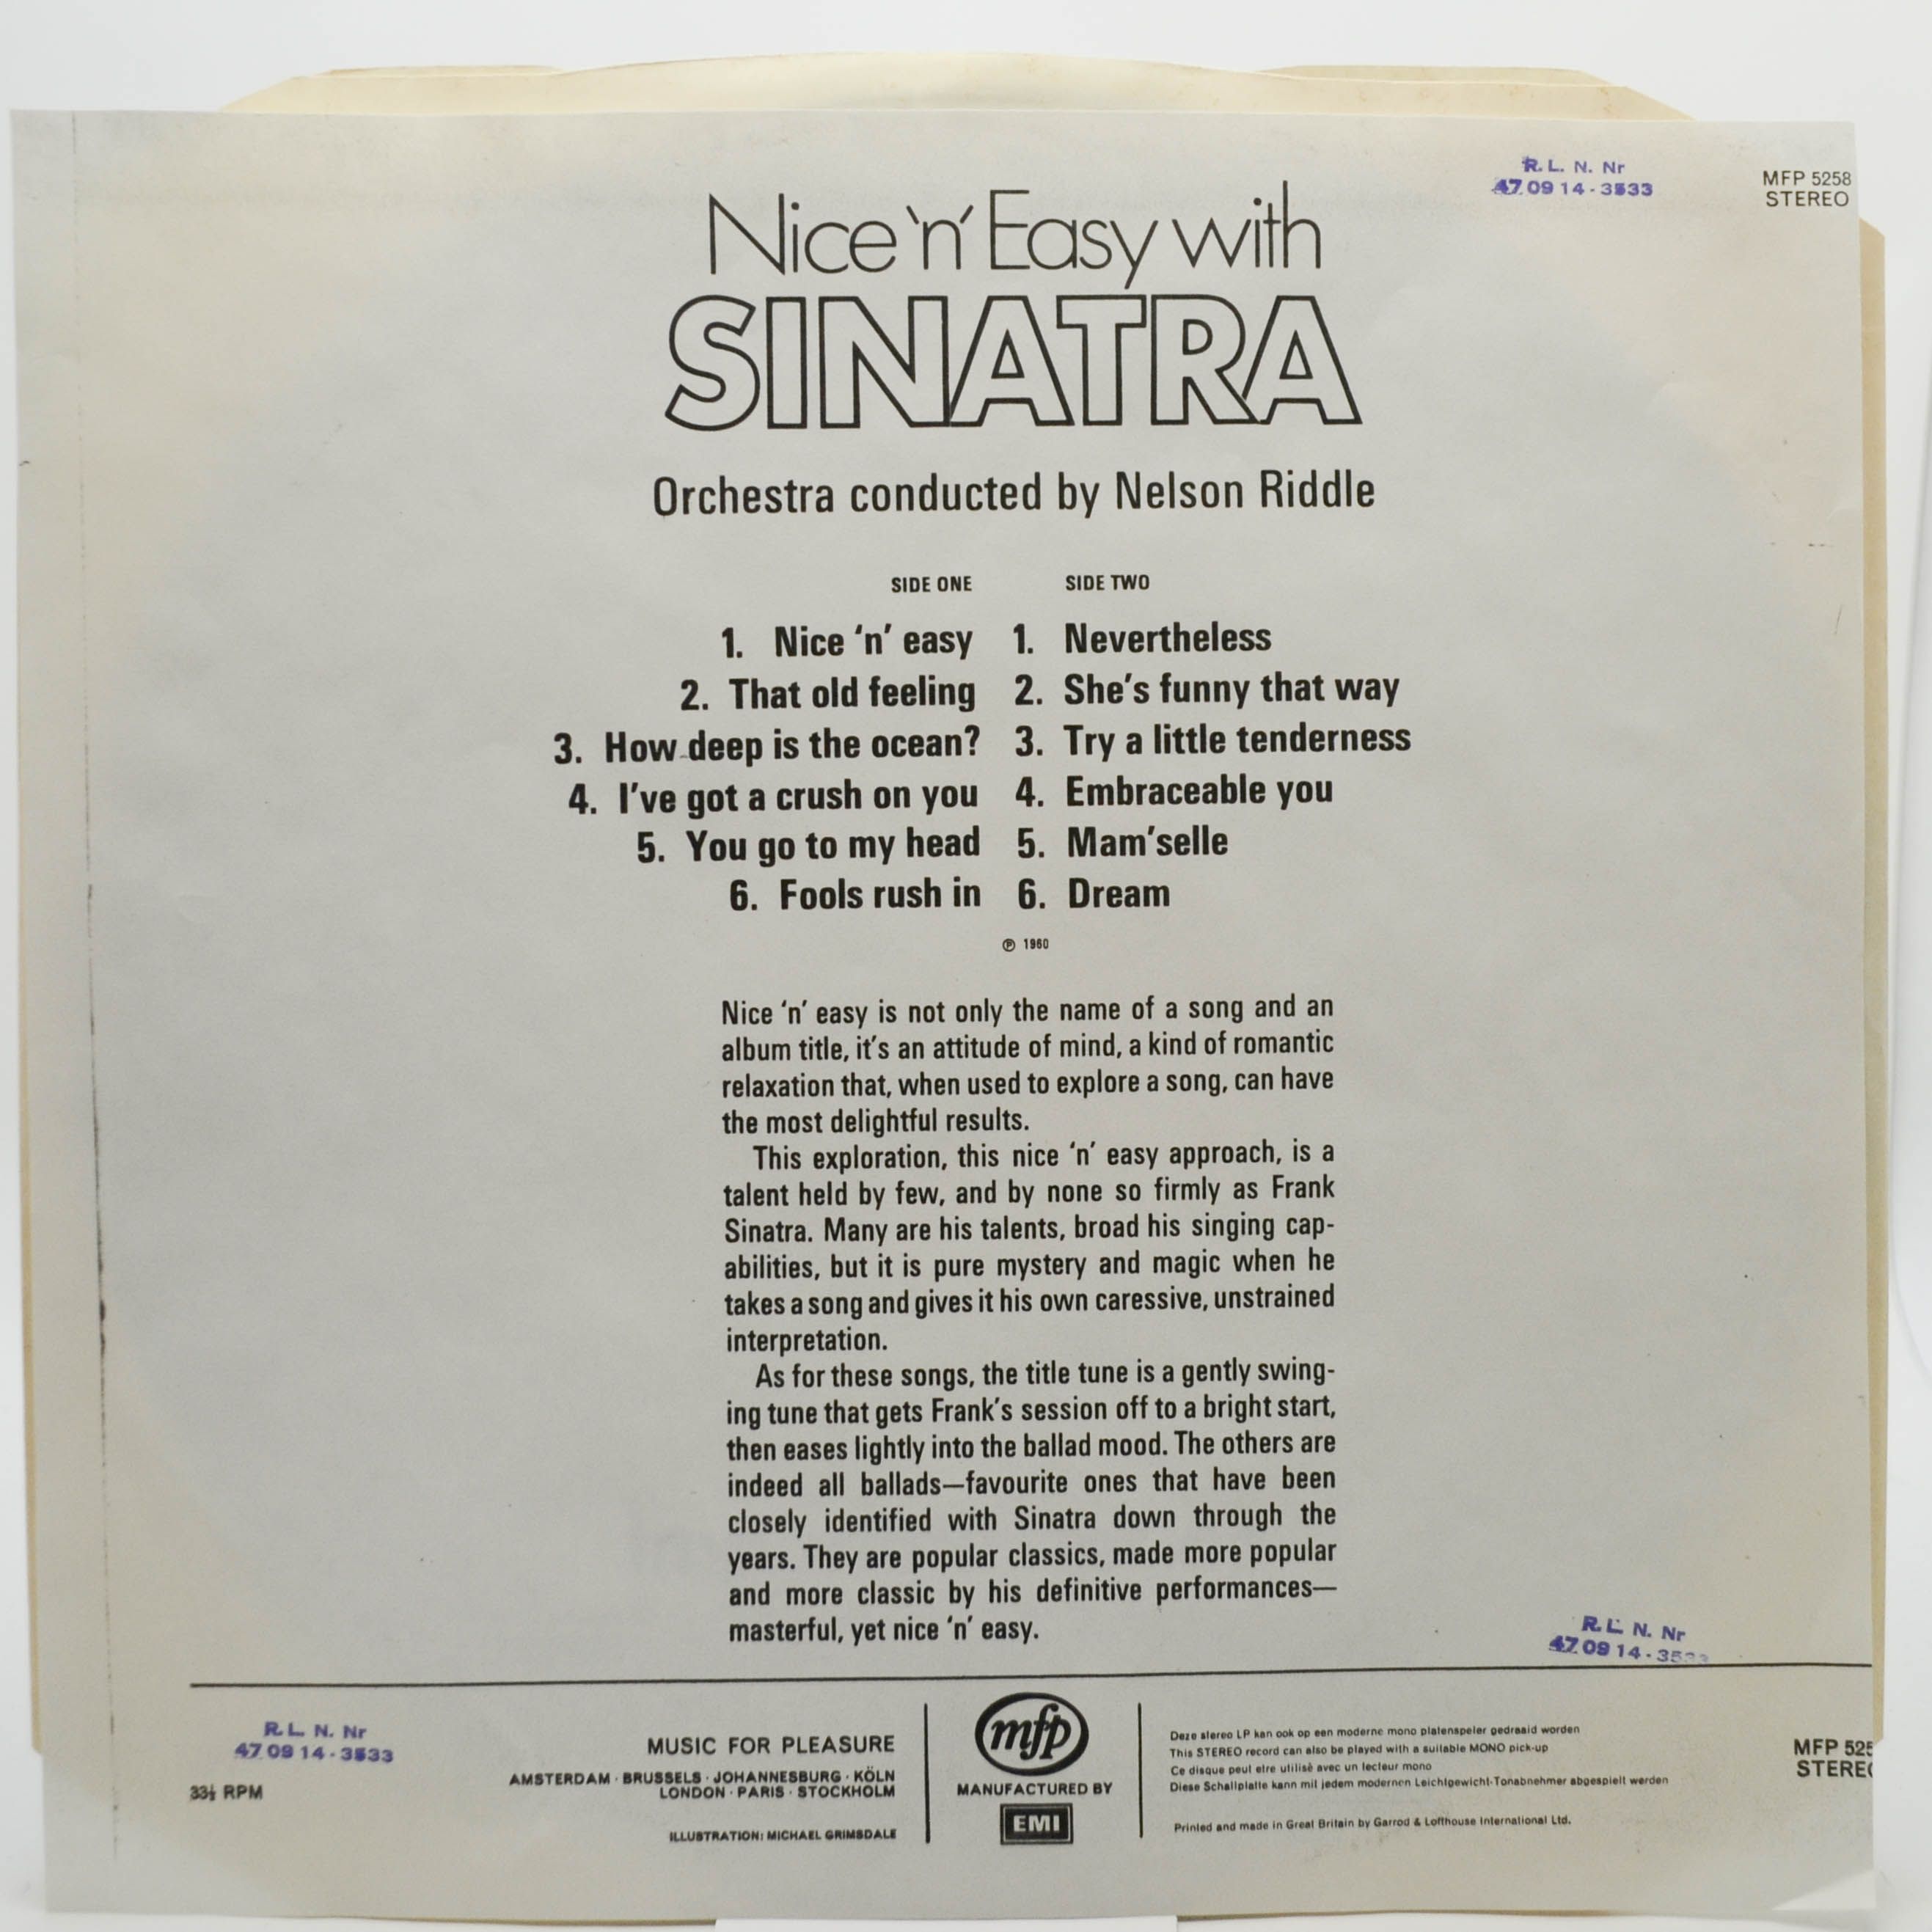 R. L. N. Nr
47 09 14 - 3533
MFP 5258
STEREO
Nice 'n' Easy with
SINATRA
Orchestra conducted by Nelson Riddle
SIDE ONE
1. Nice 'n' easy
2. That old feeling
3. How deep is the ocean?
4. I've got a crush on you
5. You go to my head
6. Fools rush in
SIDE TWO
1. Nevertheless
2. She's funny that way
3. Try a little tenderness
4. Embraceable you
5. Mam'selle
6. Dream
℗ 1960
Nice 'n' easy is not only the name of a song and an
album title, it's an attitude of mind, a kind of romantic
relaxation that, when used to explore a song, can have
the most delightful results.
This exploration, this nice 'n' easy approach, is a
talent held by few, and by none so firmly as Frank
Sinatra. Many are his talents, broad his singing cap-
abilities, but it is pure mystery and magic when he
takes a song and gives it his own caressive, unstrained
interpretation.
As for these songs, the title tune is a gently swing-
ing tune that gets Frank's session off to a bright start,
then eases lightly into the ballad mood. The others are
indeed all ballads—favourite ones that have been
closely identified with Sinatra down through the
years. They are popular classics, made more popular
and more classic by his definitive performances—
masterful, yet nice 'n' easy.
R. L. N. Nr
47 09 14 - 3533
R. L. N. Nr
47 09 14 - 3533
33⅓ RPM
MUSIC FOR PLEASURE
AMSTERDAM · BRUSSELS · JOHANNESBURG · KÖLN
LONDON · PARIS · STOCKHOLM
ILLUSTRATION: MICHAEL GRIMSDALE
mfp
MANUFACTURED BY
EMI
Deze stereo LP kan ook op een moderne mono platenspeler gedraaid worden
This STEREO record can also be played with a suitable MONO pick-up
Ce disque peut etre utilisé avec un lecteur mono
Diese Schallplatte kann mit jedem modernen Leichtgewicht-Tonabnehmer abgespielt werden
Printed and made in Great Britain by Garrod & Lofthouse International Ltd.
MFP 525
STERE